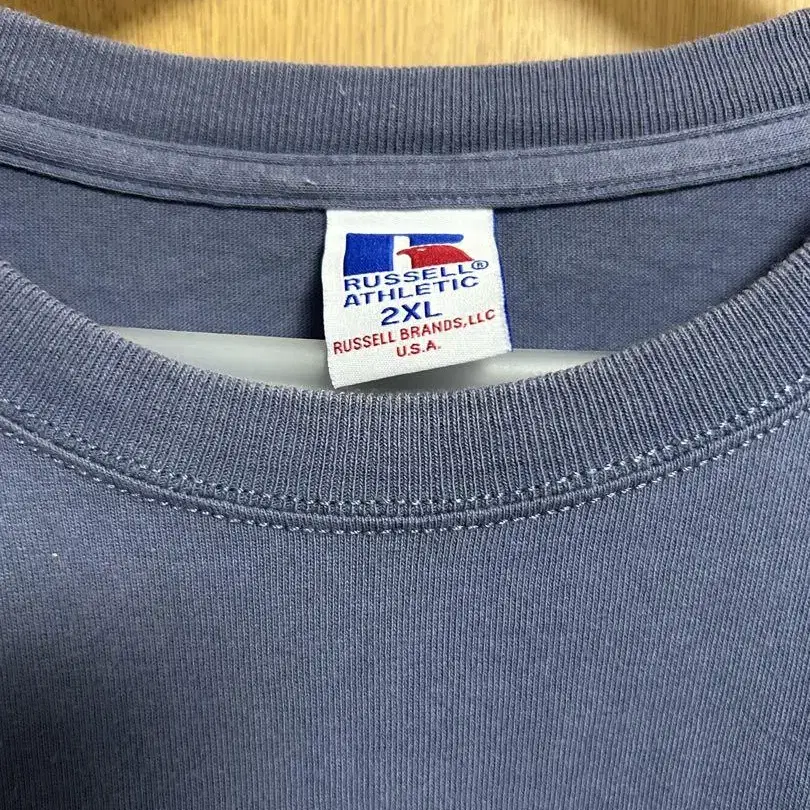 RUSSELL®
ATHLETIC
2XL
RUSSELL BRANDS, LLC
U.S.A.